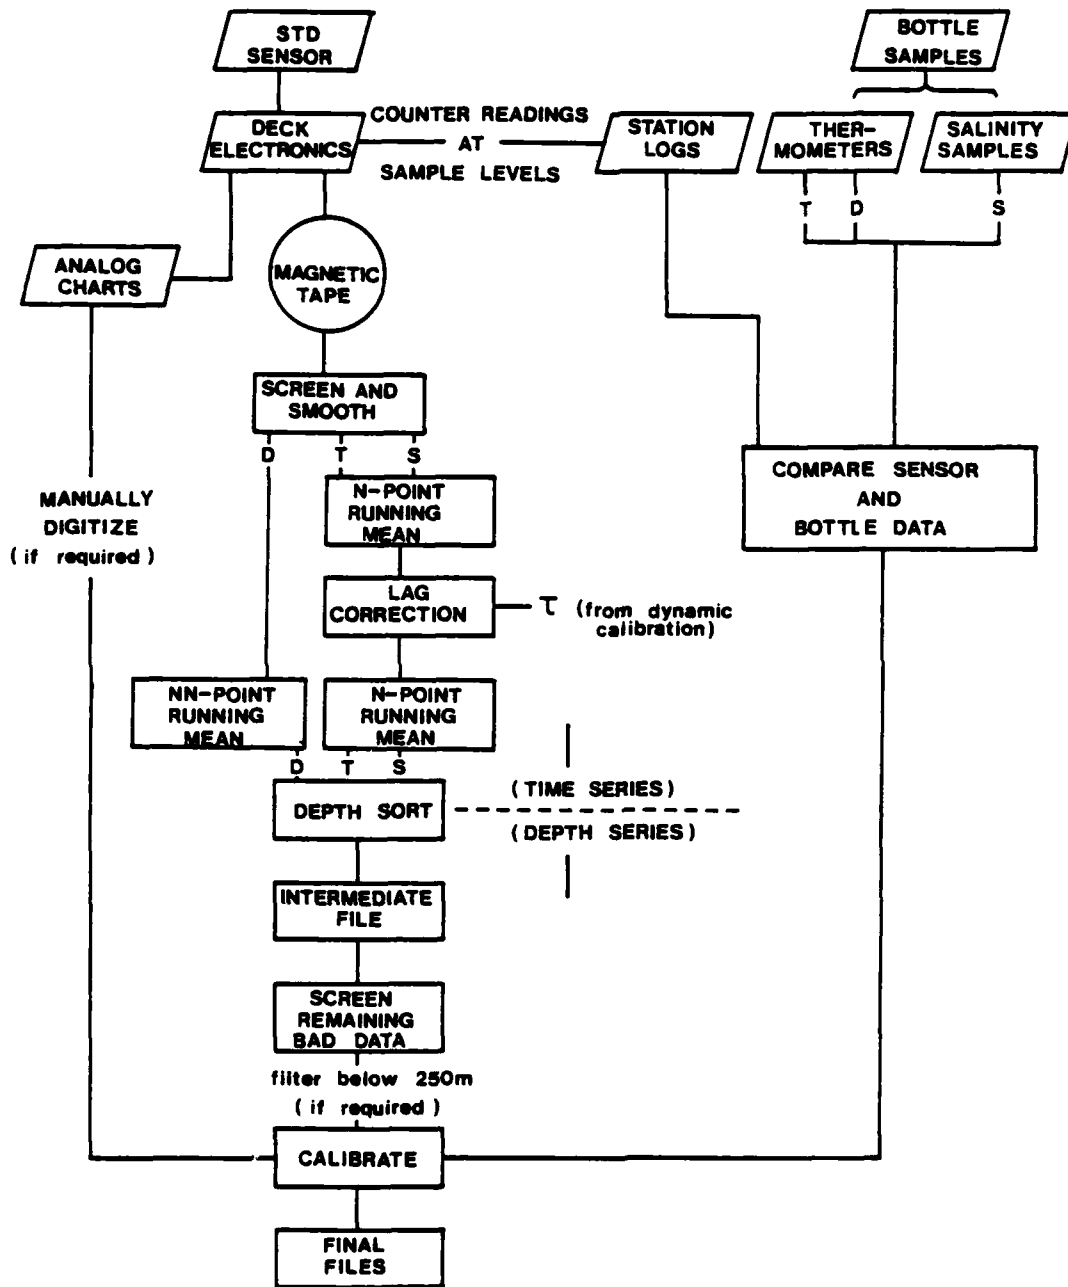 STD
SENSOR
BOTTLE
SAMPLES
DECK
ELECTRONICS
COUNTER READINGS
AT
SAMPLE LEVELS
STATION
LOGS
THER-
MOMETERS
SALINITY
SAMPLES
T D S
ANALOG
CHARTS
MAGNETIC
TAPE
SCREEN AND
SMOOTH
D T S
MANUALLY
DIGITIZE
(if required)
N-POINT
RUNNING
MEAN
COMPARE SENSOR
AND
BOTTLE DATA
LAG
CORRECTION
τ (from dynamic
calibration)
NN-POINT
RUNNING
MEAN
N-POINT
RUNNING
MEAN
D T S
DEPTH SORT
(TIME SERIES)
(DEPTH SERIES)
INTERMEDIATE
FILE
SCREEN
REMAINING
BAD DATA
filter below 250m
(if required)
CALIBRATE
FINAL
FILES